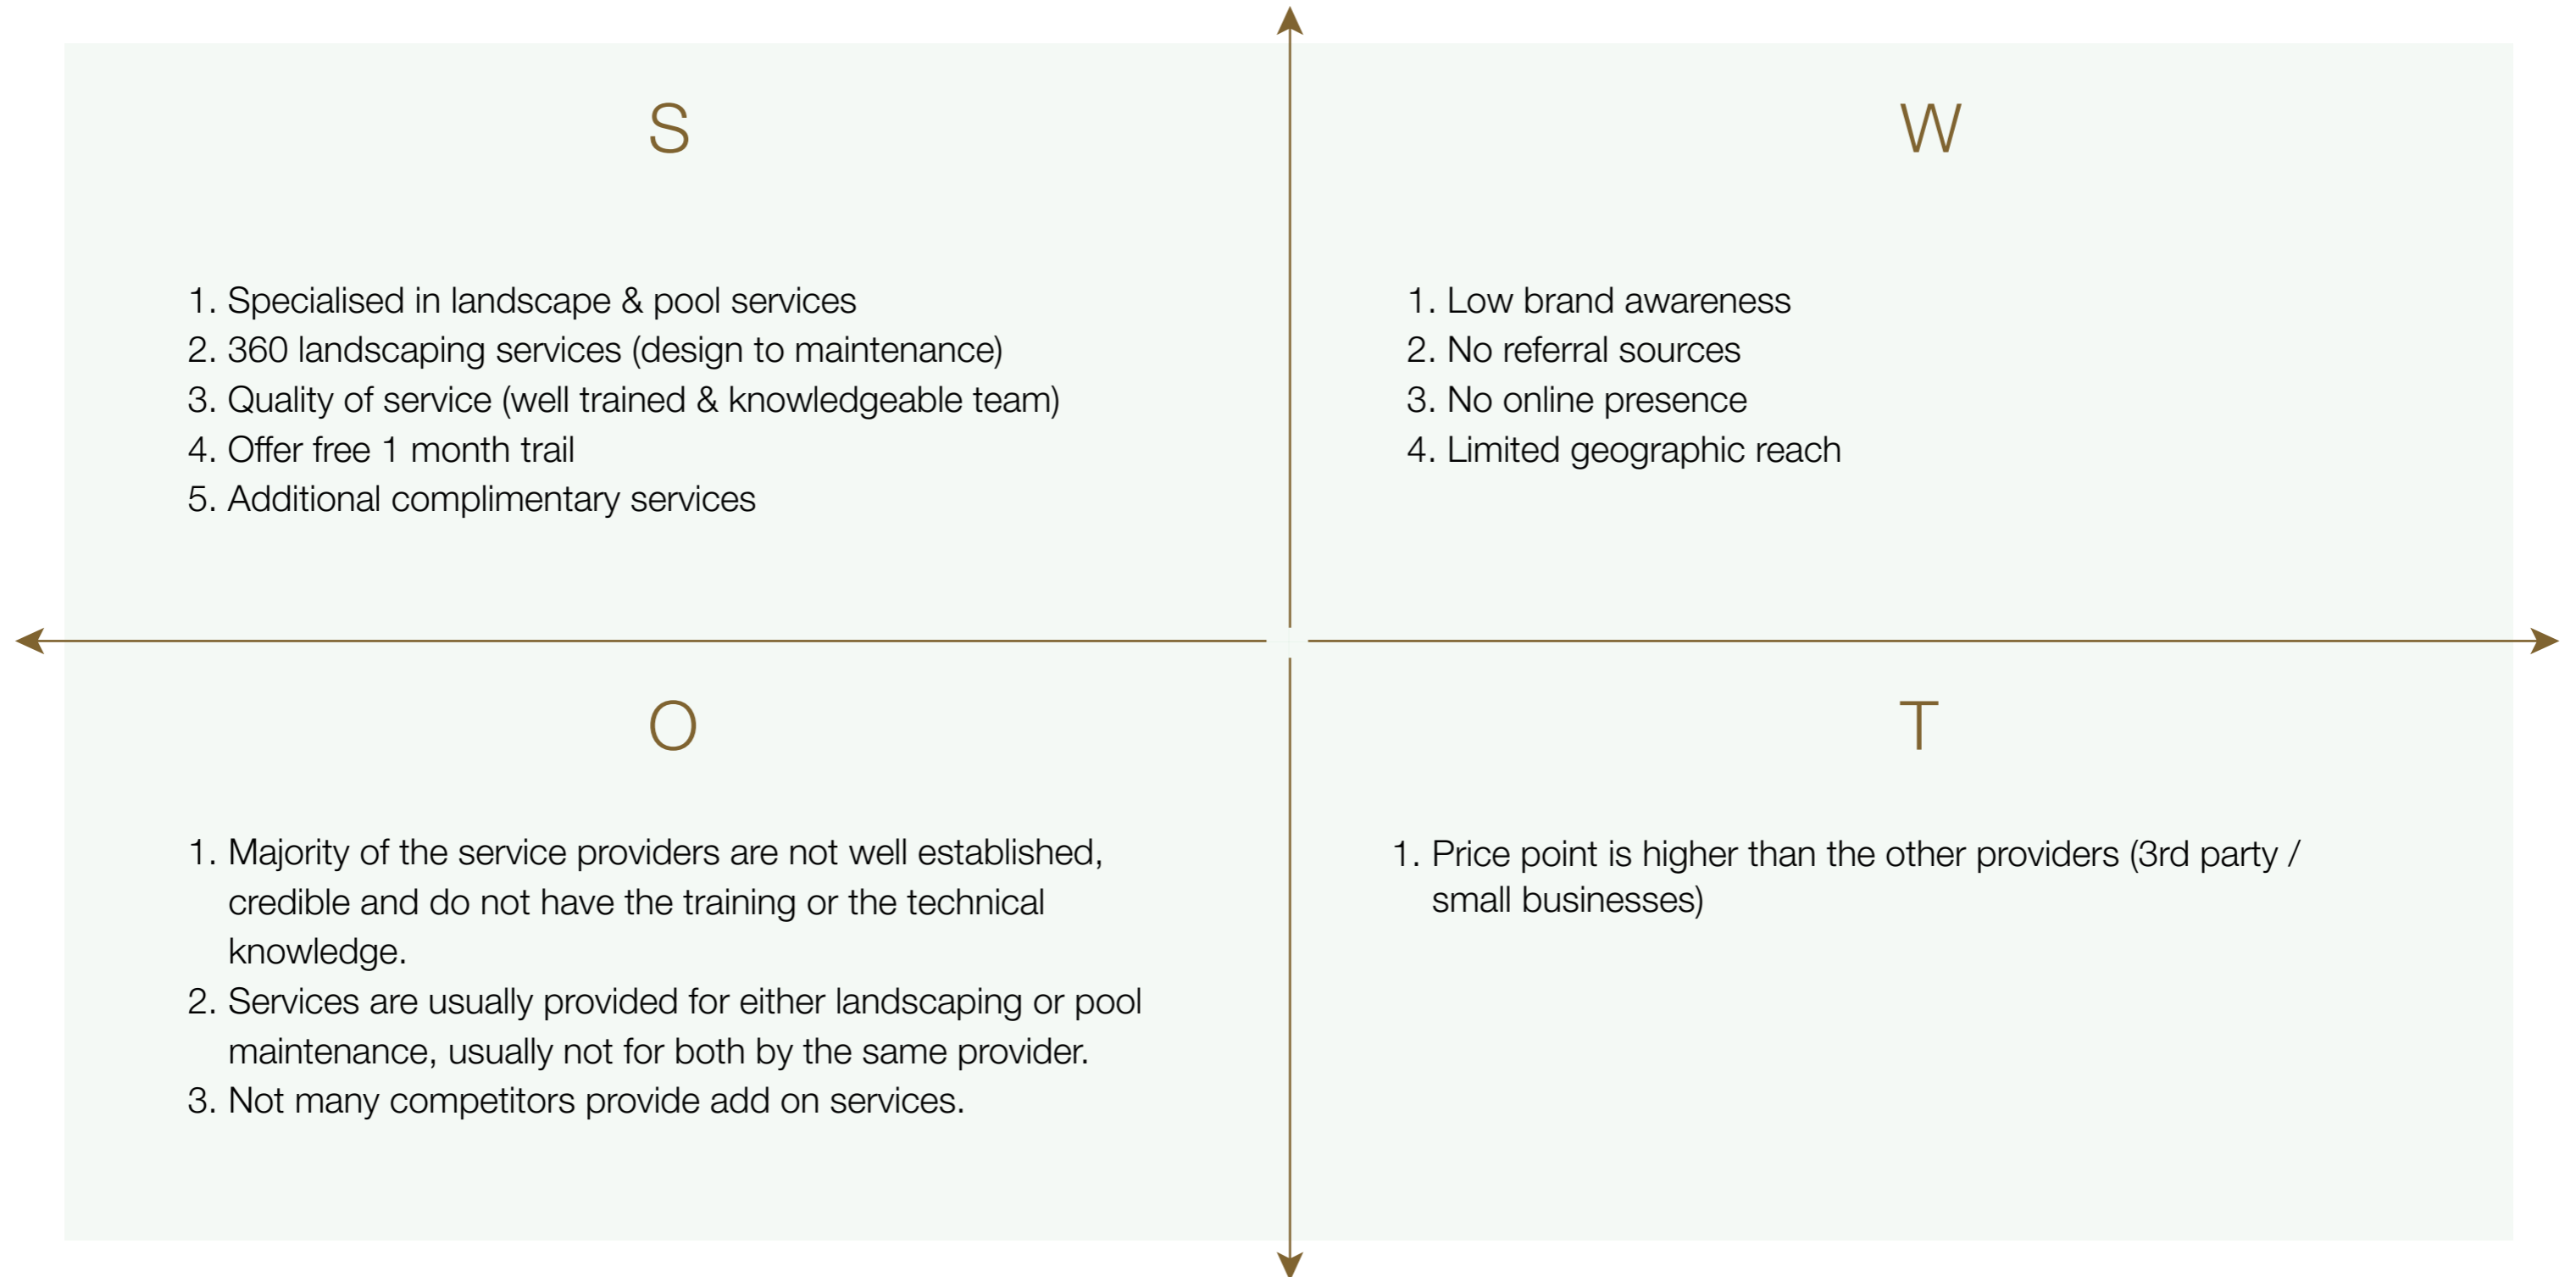 S
1. Specialised in landscape & pool services
2. 360 landscaping services (design to maintenance)
3. Quality of service (well trained & knowledgeable team)
4. Offer free 1 month trail
5. Additional complimentary services
W
1. Low brand awareness
2. No referral sources
3. No online presence
4. Limited geographic reach
O
1. Majority of the service providers are not well established,
credible and do not have the training or the technical
knowledge.
2. Services are usually provided for either landscaping or pool
maintenance, usually not for both by the same provider.
3. Not many competitors provide add on services.
T
1. Price point is higher than the other providers (3rd party /
small businesses)